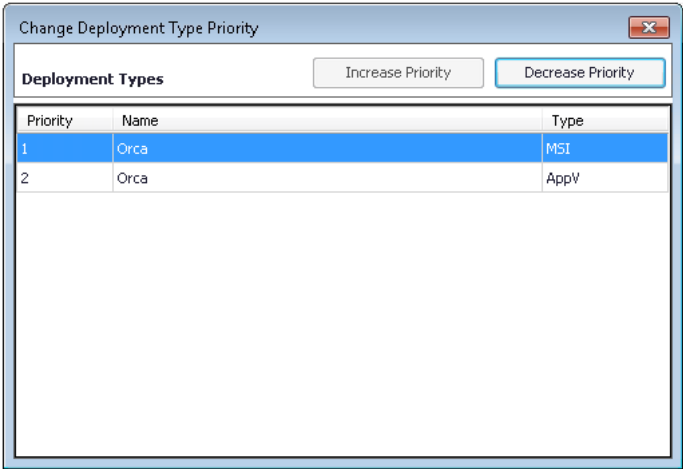 Change Deployment Type Priority
Deployment Types Increase Priority Decrease Priority
Priority Name Type
1 Orca MSI
2 Orca AppV